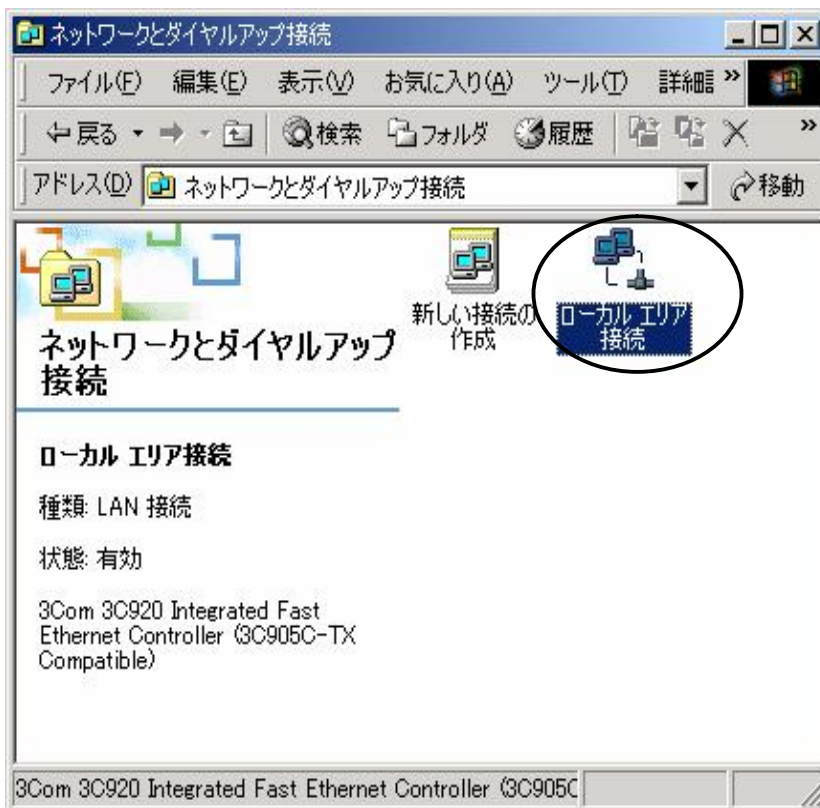 ネットワークとダイヤルアップ接続
ファイル(F) 編集(E) 表示(V) お気に入り(A) ツール(T) 詳細 »
戻る 検索 フォルダ 履歴 »
アドレス(D) ネットワークとダイヤルアップ接続 移動
ネットワークとダイヤルアップ
接続
ローカル エリア接続
種類: LAN 接続
状態: 有効
3Com 3C920 Integrated Fast
Ethernet Controller (3C905C-TX
Compatible)
新しい接続の
作成
ローカル エリア
接続
3Com 3C920 Integrated Fast Ethernet Controller (3C905C